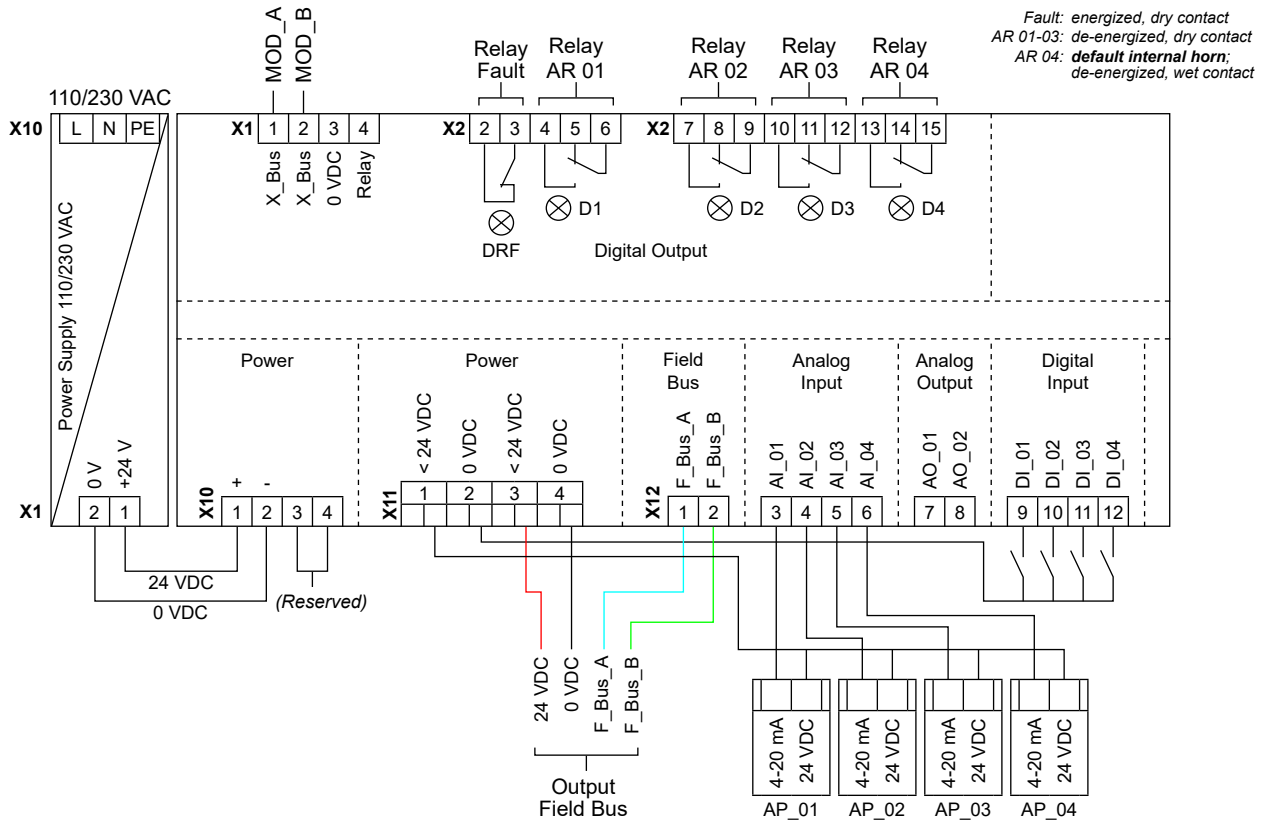 Fault: energized, dry contact
AR 01-03: de-energized, dry contact
AR 04: default internal horn;
de-energized, wet contact
MOD_A
MOD_B
Relay
Fault
Relay
AR 01
Relay
AR 02
Relay
AR 03
Relay
AR 04
110/230 VAC
X10
L N PE
X1
1 2 3 4
X_Bus
X_Bus
0 VDC
Relay
X2
2 3 4 5 6
X2
7 8 9 10 11 12 13 14 15
DRF
D1
D2
D3
D4
Digital Output
Power Supply 110/230 VAC
Power
Power
Field
Bus
Analog
Input
Analog
Output
Digital
Input
0 V
+24 V
+ -
< 24 VDC
0 VDC
< 24 VDC
0 VDC
F_Bus_A
F_Bus_B
AI_01
AI_02
AI_03
AI_04
AO_01
AO_02
DI_01
DI_02
DI_03
DI_04
X1
2 1
X10
1 2 3 4
X11
1 2 3 4
X12
1 2
3 4 5 6
7 8
9 10 11 12
24 VDC
0 VDC
(Reserved)
24 VDC
0 VDC
F_Bus_A
F_Bus_B
Output
Field Bus
4-20 mA
24 VDC
4-20 mA
24 VDC
4-20 mA
24 VDC
4-20 mA
24 VDC
AP_01
AP_02
AP_03
AP_04